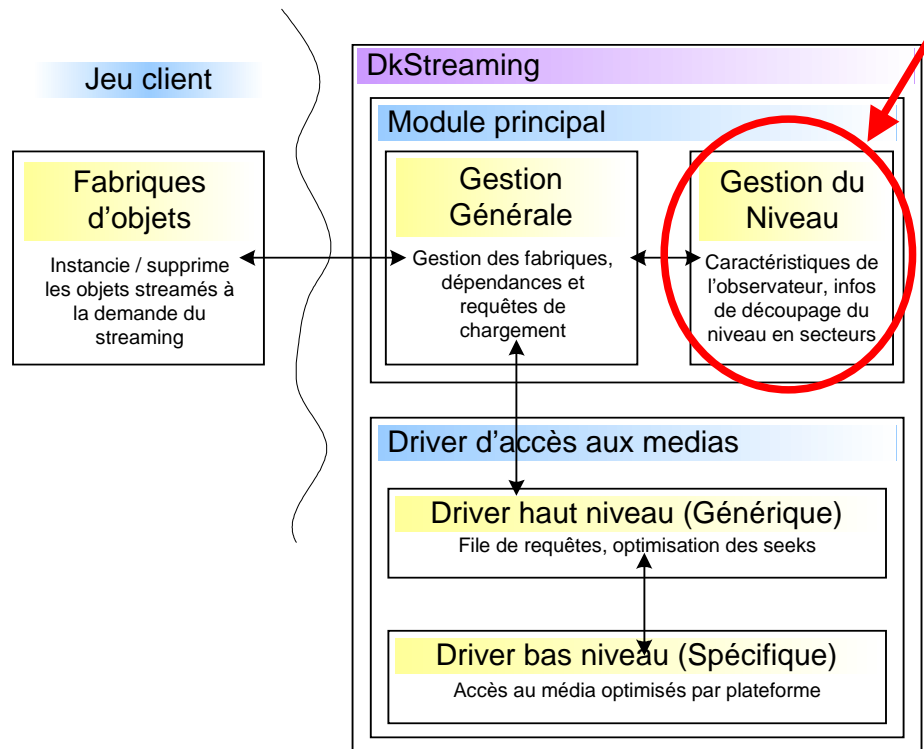 Jeu client
DkStreaming
Module principal
Fabriques
d'objets
Instancie / supprime
les objets streamés à
la demande du
streaming
Gestion
Générale
Gestion des fabriques,
dépendances et
requêtes de
chargement
Gestion du
Niveau
Caractéristiques de
l'observateur, infos
de découpage du
niveau en secteurs
Driver d'accès aux medias
Driver haut niveau (Générique)
File de requêtes, optimisation des seeks
Driver bas niveau (Spécifique)
Accès au média optimisés par plateforme